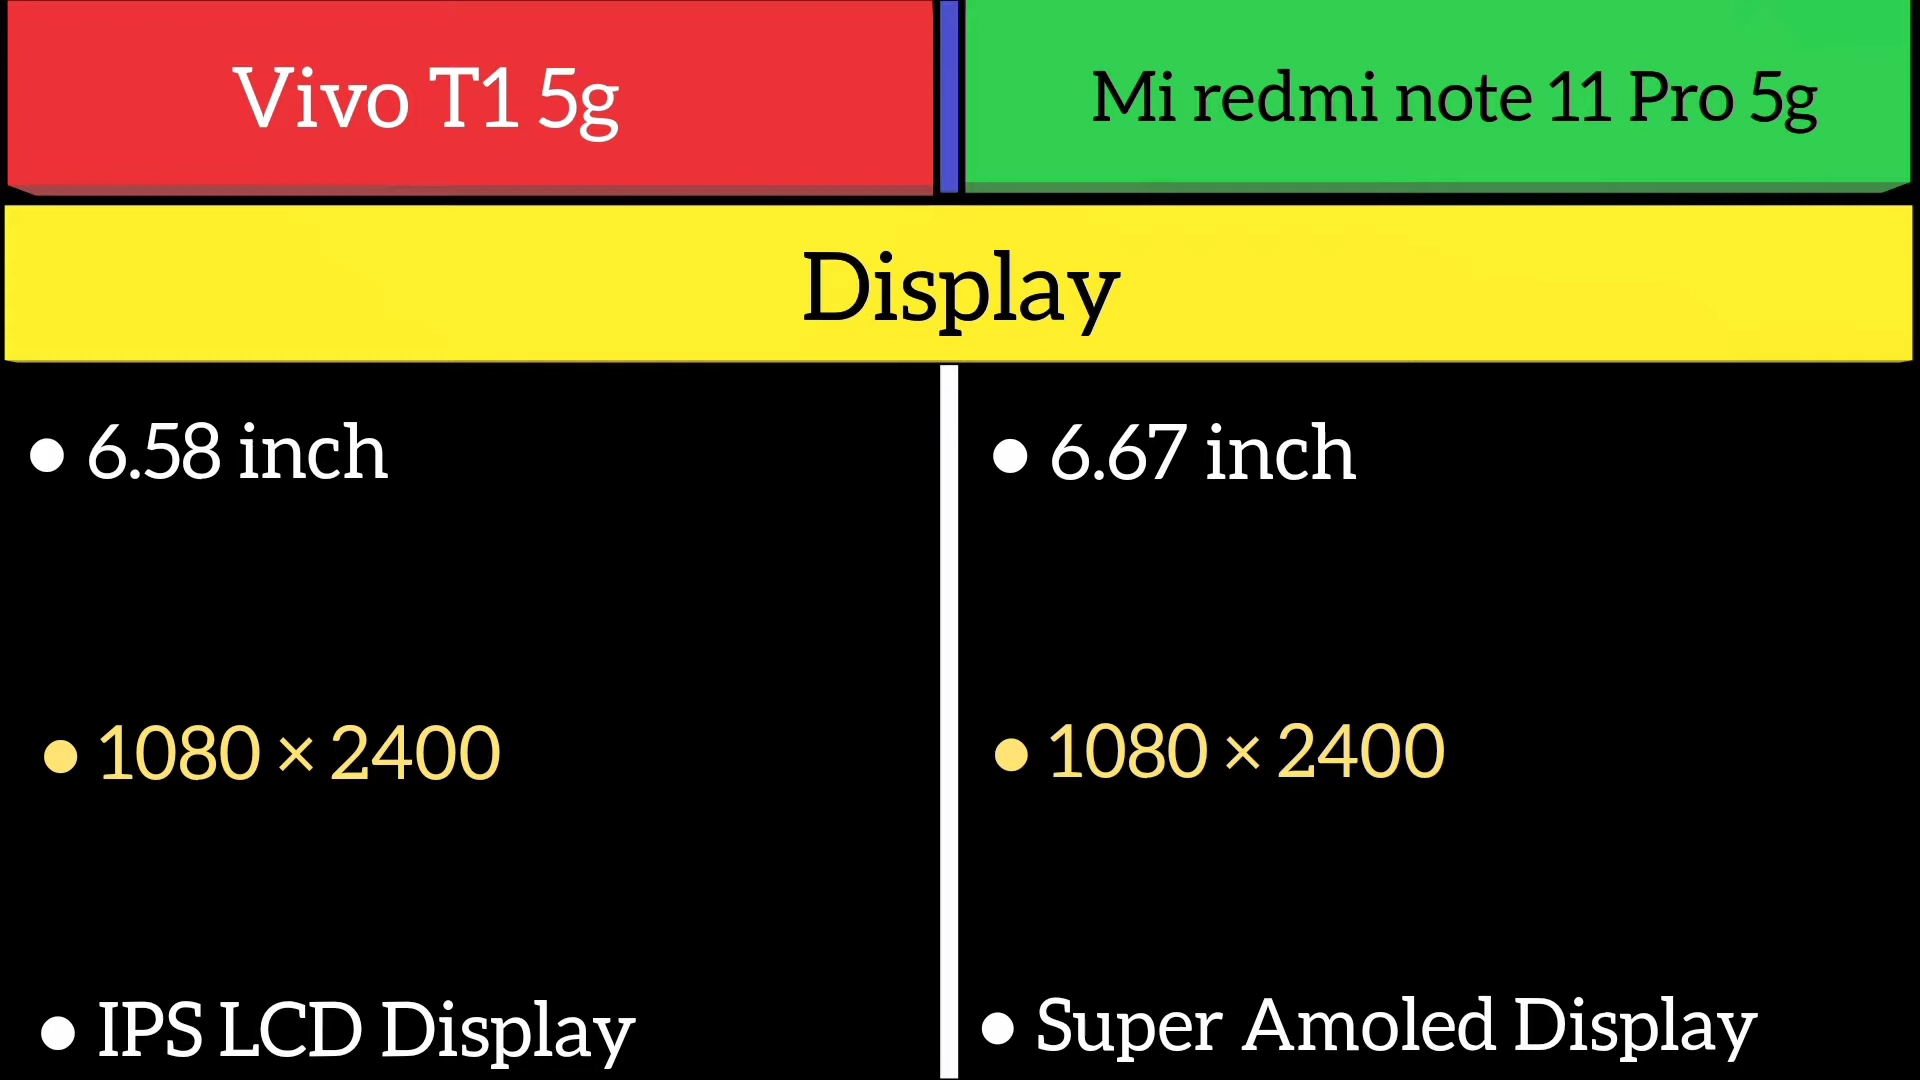 Vivo T1 5g
Mi redmi note 11 Pro 5g
Display
● 6.58 inch
● 6.67 inch
● 1080 × 2400
● 1080 × 2400
● IPS LCD Display
● Super Amoled Display